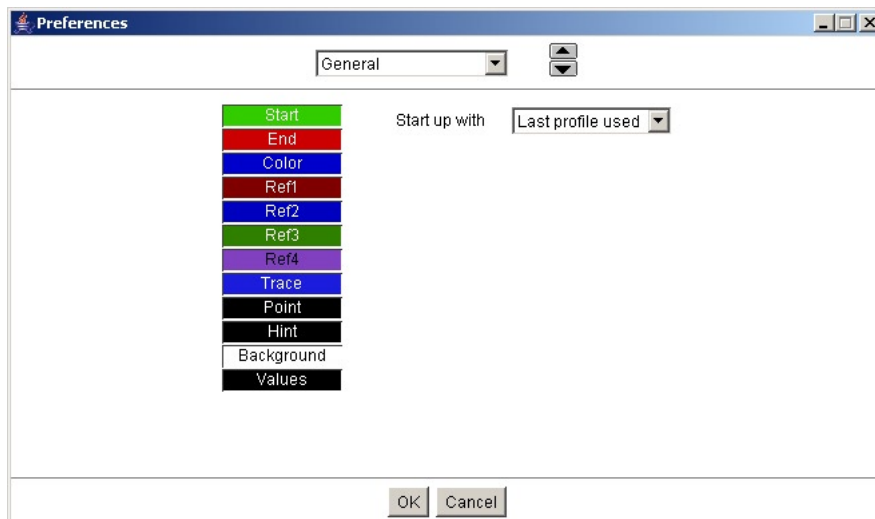 Preferences
General
Start
Start up with
Last profile used
End
Color
Ref1
Ref2
Ref3
Ref4
Trace
Point
Hint
Background
Values
OK
Cancel